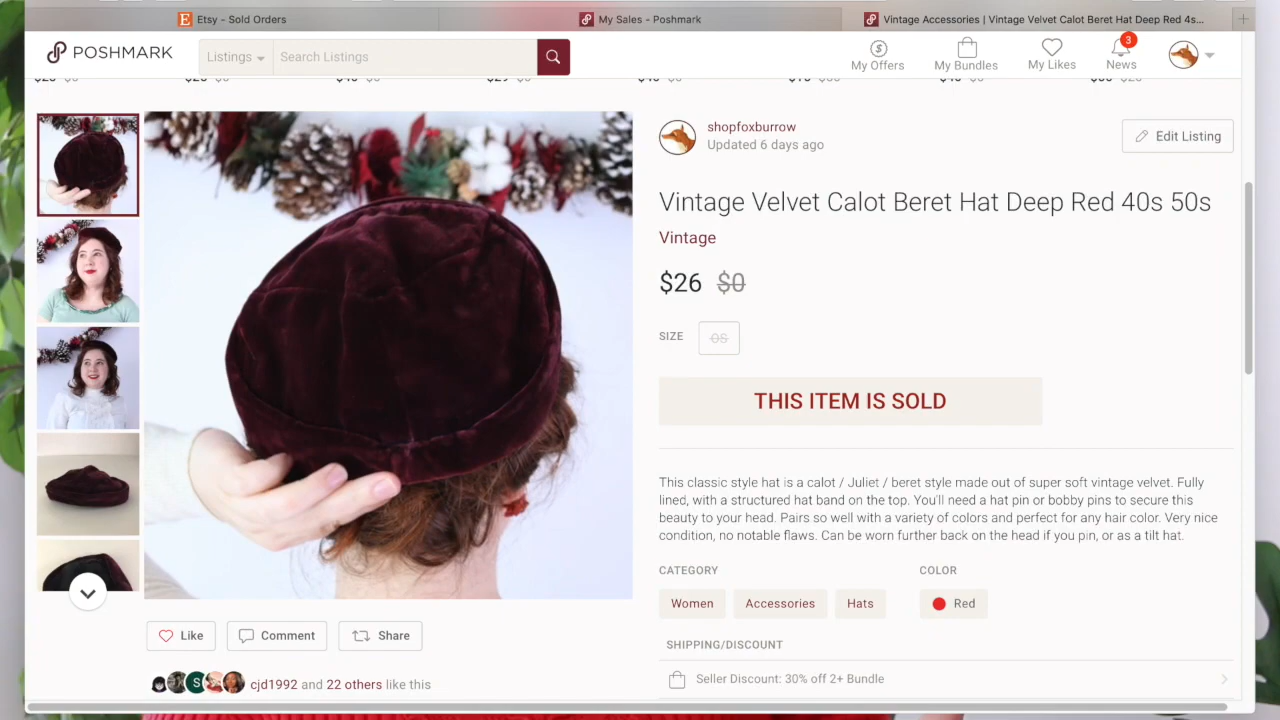 Etsy - Sold Orders
My Sales - Poshmark
Vintage Accessories | Vintage Velvet Calot Beret Hat Deep Red 4s...
POSHMARK
Listings
Search Listings
My Offers
My Bundles
My Likes
3
News
shopfoxburrow
Updated 6 days ago
Edit Listing
Vintage Velvet Calot Beret Hat Deep Red 40s 50s
Vintage
$26 $0
SIZE
OS
THIS ITEM IS SOLD
This classic style hat is a calot / Juliet / beret style made out of super soft vintage velvet. Fully
lined, with a structured hat band on the top. You'll need a hat pin or bobby pins to secure this
beauty to your head. Pairs so well with a variety of colors and perfect for any hair color. Very nice
condition, no notable flaws. Can be worn further back on the head if you pin, or as a tilt hat.
CATEGORY
COLOR
Women
Accessories
Hats
Red
SHIPPING/DISCOUNT
Seller Discount: 30% off 2+ Bundle
Like
Comment
Share
S
cjd1992 and 22 others like this